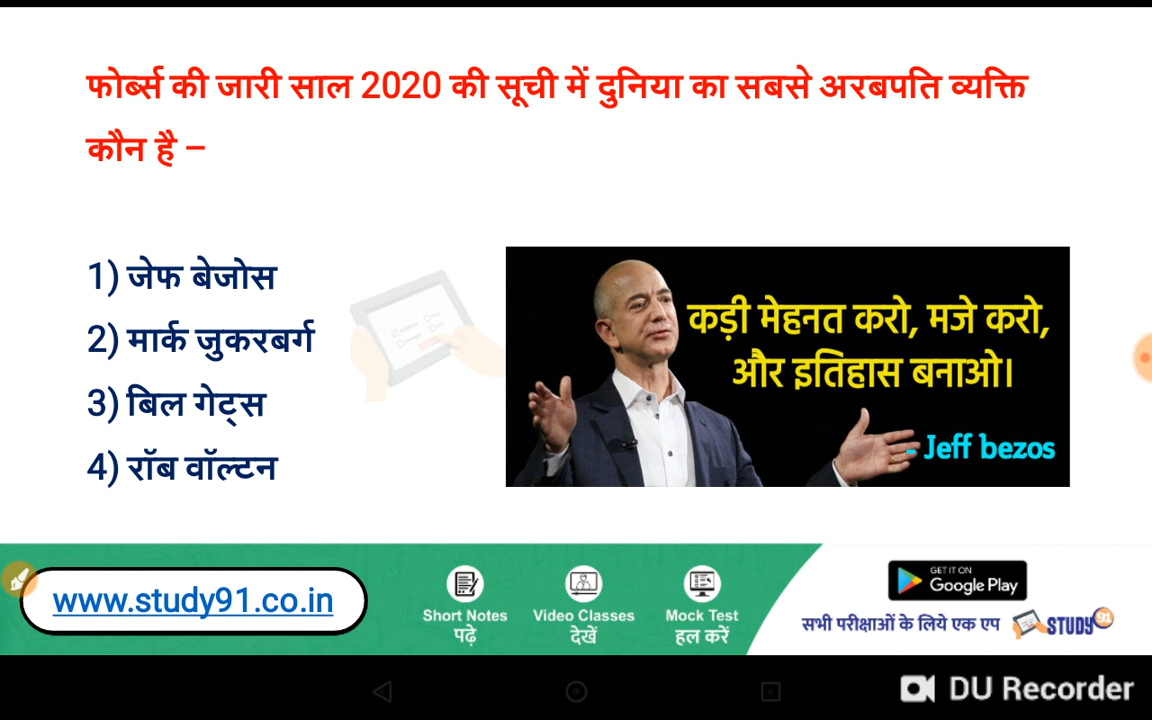 फोर्ब्स की जारी साल 2020 की सूची में दुनिया का सबसे अरबपति व्यक्ति
कौन है –
1) जेफ बेजोस
2) मार्क जुकरबर्ग
3) बिल गेट्स
4) रॉब वॉल्टन
कड़ी मेहनत करो, मजे करो,
और इतिहास बनाओ।
- Jeff bezos
www.study91.co.in
Short Notes
पढ़े
Video Classes
देखें
Mock Test
हल करें
GET IT ON
Google Play
सभी परीक्षाओं के लिये एक एप
STUDY 91
DU Recorder